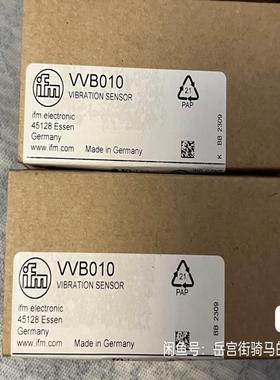 ifm
VVB010
VIBRATION SENSOR
ifm electronic
45128 Essen
Germany
www.ifm.com Made in Germany
21
PAP
K BB 2309
ifm
VVB010
VIBRATION SENSOR
ifm electronic
45128 Essen
Germany
www.ifm.com Made in Germany
21
PAP
BB 2309
闲鱼号：岳宫街骑马的